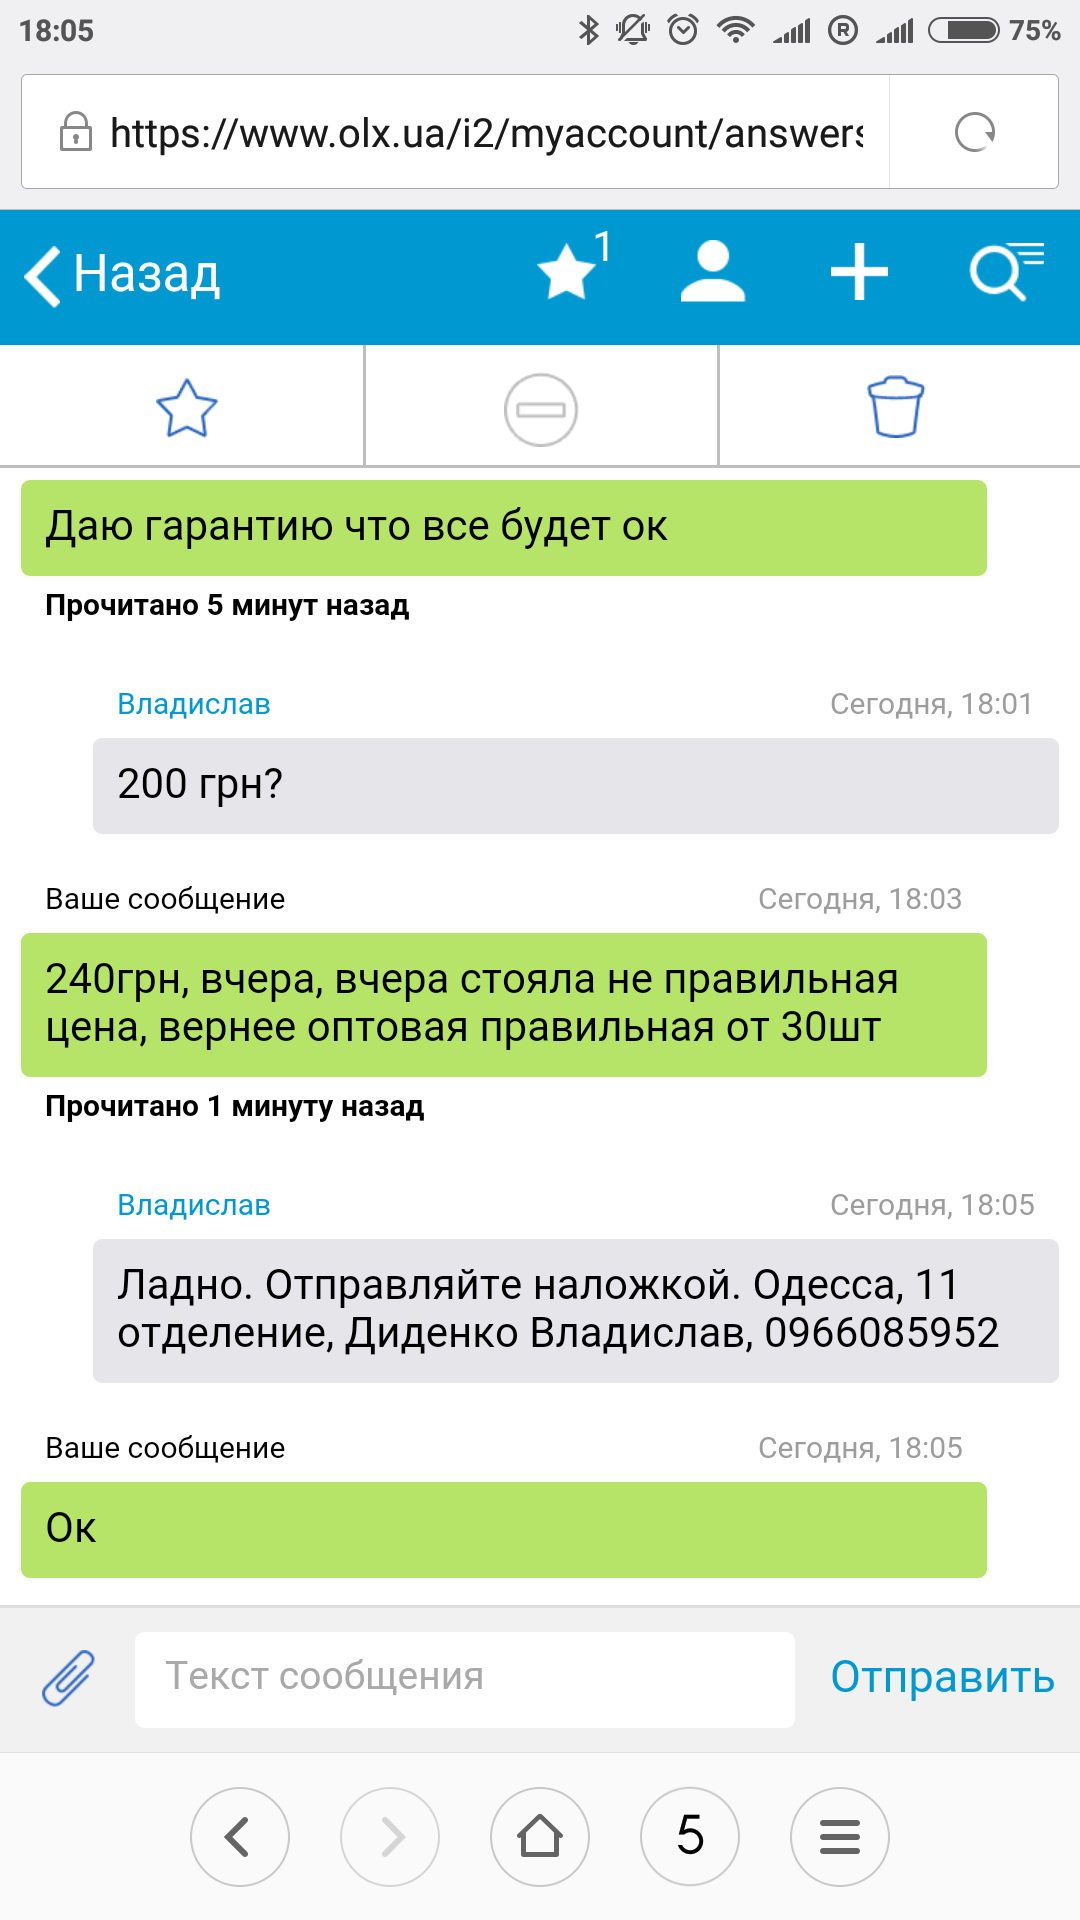 18:05
R
75%
https://www.olx.ua/i2/myaccount/answers
Назад
1
Даю гарантию что все будет ок
Прочитано 5 минут назад
Владислав Сегодня, 18:01
200 грн?
Ваше сообщение Сегодня, 18:03
240грн, вчера, вчера стояла не правильная
цена, вернее оптовая правильная от 30шт
Прочитано 1 минуту назад
Владислав Сегодня, 18:05
Ладно. Отправляйте наложкой. Одесса, 11
отделение, Диденко Владислав, 0966085952
Ваше сообщение Сегодня, 18:05
Ок
Текст сообщения
Отправить
5